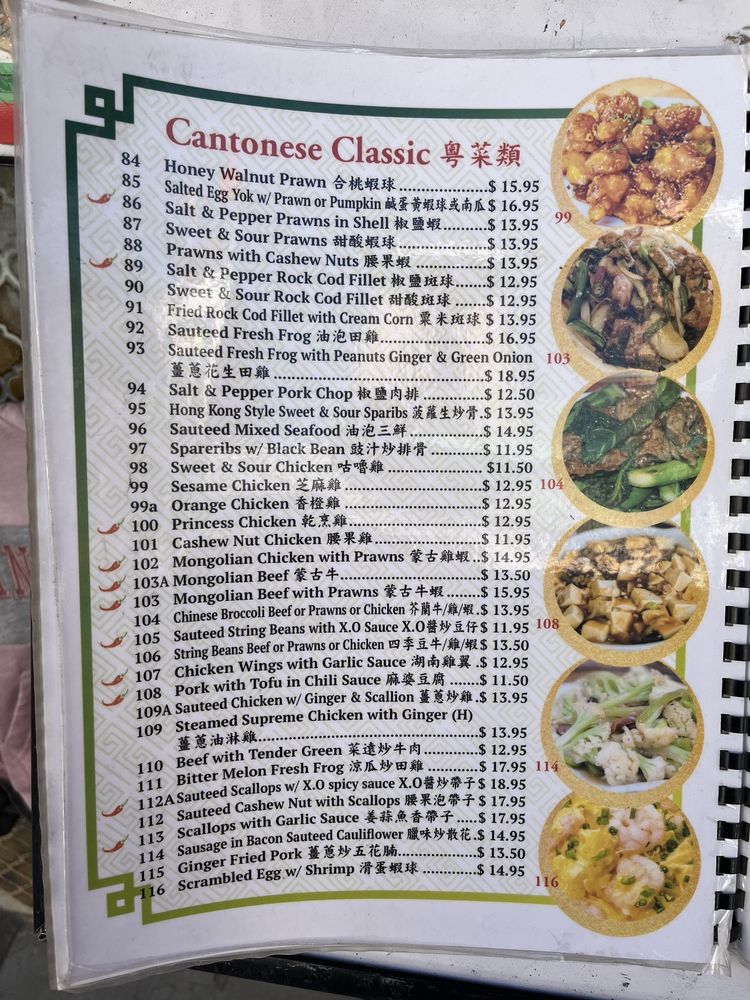 Cantonese Classic 粵菜類
84 Honey Walnut Prawn 合桃蝦球 ....................$ 15.95
85 Salted Egg Yok w/ Prawn or Pumpkin 鹹蛋黃蝦球或南瓜 $ 16.95
86 Salt & Pepper Prawns in Shell 椒鹽蝦..........$ 13.95
87 Sweet & Sour Prawns 甜酸蝦球 ....................$ 13.95
88 Prawns with Cashew Nuts 腰果蝦 ................$ 13.95
89 Salt & Pepper Rock Cod Fillet 椒鹽斑球.......$ 12.95
90 Sweet & Sour Rock Cod Fillet 甜酸斑球 .......$ 12.95
91 Fried Rock Cod Fillet with Cream Corn 粟米斑球 $ 13.95
92 Sauteed Fresh Frog 油泡田雞.......................$ 16.95
93 Sauteed Fresh Frog with Peanuts Ginger & Green Onion
薑蔥花生田雞 ..........................................$ 18.95
94 Salt & Pepper Pork Chop 椒鹽肉排 .............$ 12.50
95 Hong Kong Style Sweet & Sour Sparibs 菠蘿生炒骨.$ 13.95
96 Sauteed Mixed Seafood 油泡三鮮................$ 14.95
97 Spareribs w/ Black Bean 豉汁炒排骨 ...........$ 11.95
98 Sweet & Sour Chicken 咕嚕雞 ....................$11.50
99 Sesame Chicken 芝麻雞 ............................$ 12.95
99a Orange Chicken 香橙雞 ............................$ 12.95
100 Princess Chicken 乾烹雞...........................$ 12.95
101 Cashew Nut Chicken 腰果雞 ......................$ 11.95
102 Mongolian Chicken with Prawns 蒙古雞蝦..$ 14.95
103A Mongolian Beef 蒙古牛.............................$ 13.50
103 Mongolian Beef with Prawns 蒙古牛蝦 .......$ 15.95
104 Chinese Broccoli Beef or Prawns or Chicken 芥蘭牛/雞/蝦.$ 13.95
105 Sauteed String Beans with X.O Sauce X.O醬炒豆仔$ 11.95
106 String Beans Beef or Prawns or Chicken 四季豆牛/雞/蝦$ 13.50
107 Chicken Wings with Garlic Sauce 湖南雞翼 .$ 12.95
108 Pork with Tofu in Chili Sauce 麻婆豆腐 .......$ 11.50
109A Sauteed Chicken w/ Ginger & Scallion 薑蔥炒雞.$ 13.95
109 Steamed Supreme Chicken with Ginger (H)
薑蔥油淋雞...........................................$ 13.95
110 Beef with Tender Green 菜遠炒牛肉 ...........$ 12.95
111 Bitter Melon Fresh Frog 涼瓜炒田雞 ..........$ 17.95
112A Sauteed Scallops w/ X.O spicy sauce X.O醬炒帶子 $ 18.95
112 Sauteed Cashew Nut with Scallops 腰果泡帶子 $ 17.95
113 Scallops with Garlic Sauce 姜蒜魚香帶子 .....$ 17.95
114 Sausage in Bacon Sauteed Cauliflower 臘味炒散花.$ 14.95
115 Ginger Fried Pork 薑蔥炒五花腩..................$ 13.50
116 Scrambled Egg w/ Shrimp 滑蛋蝦球 ............$ 14.95
99
103
104
108
114
116